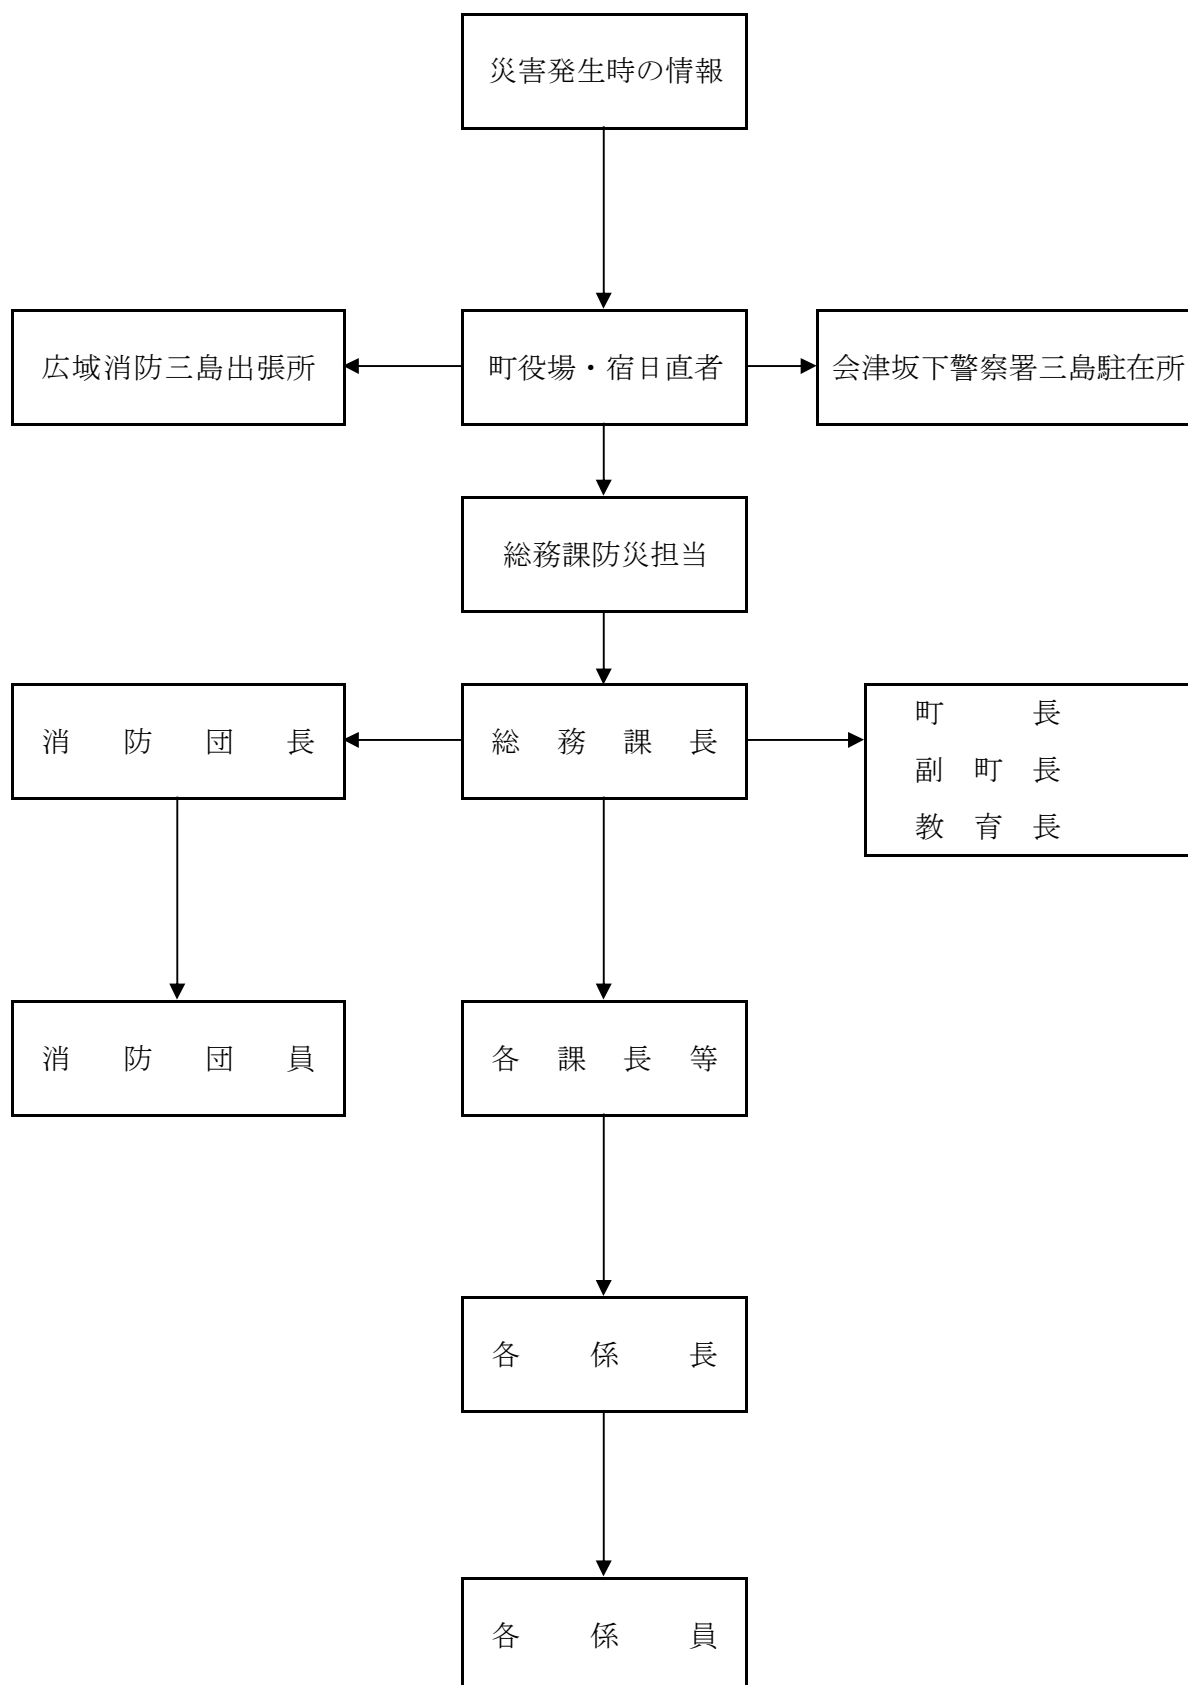 災害発生時の情報
広域消防三島出張所
町役場・宿日直者
会津坂下警察署三島駐在所
総務課防災担当
消防団長
総務課長
町長
副町長
教育長
消防団員
各課長等
各係長
各係員